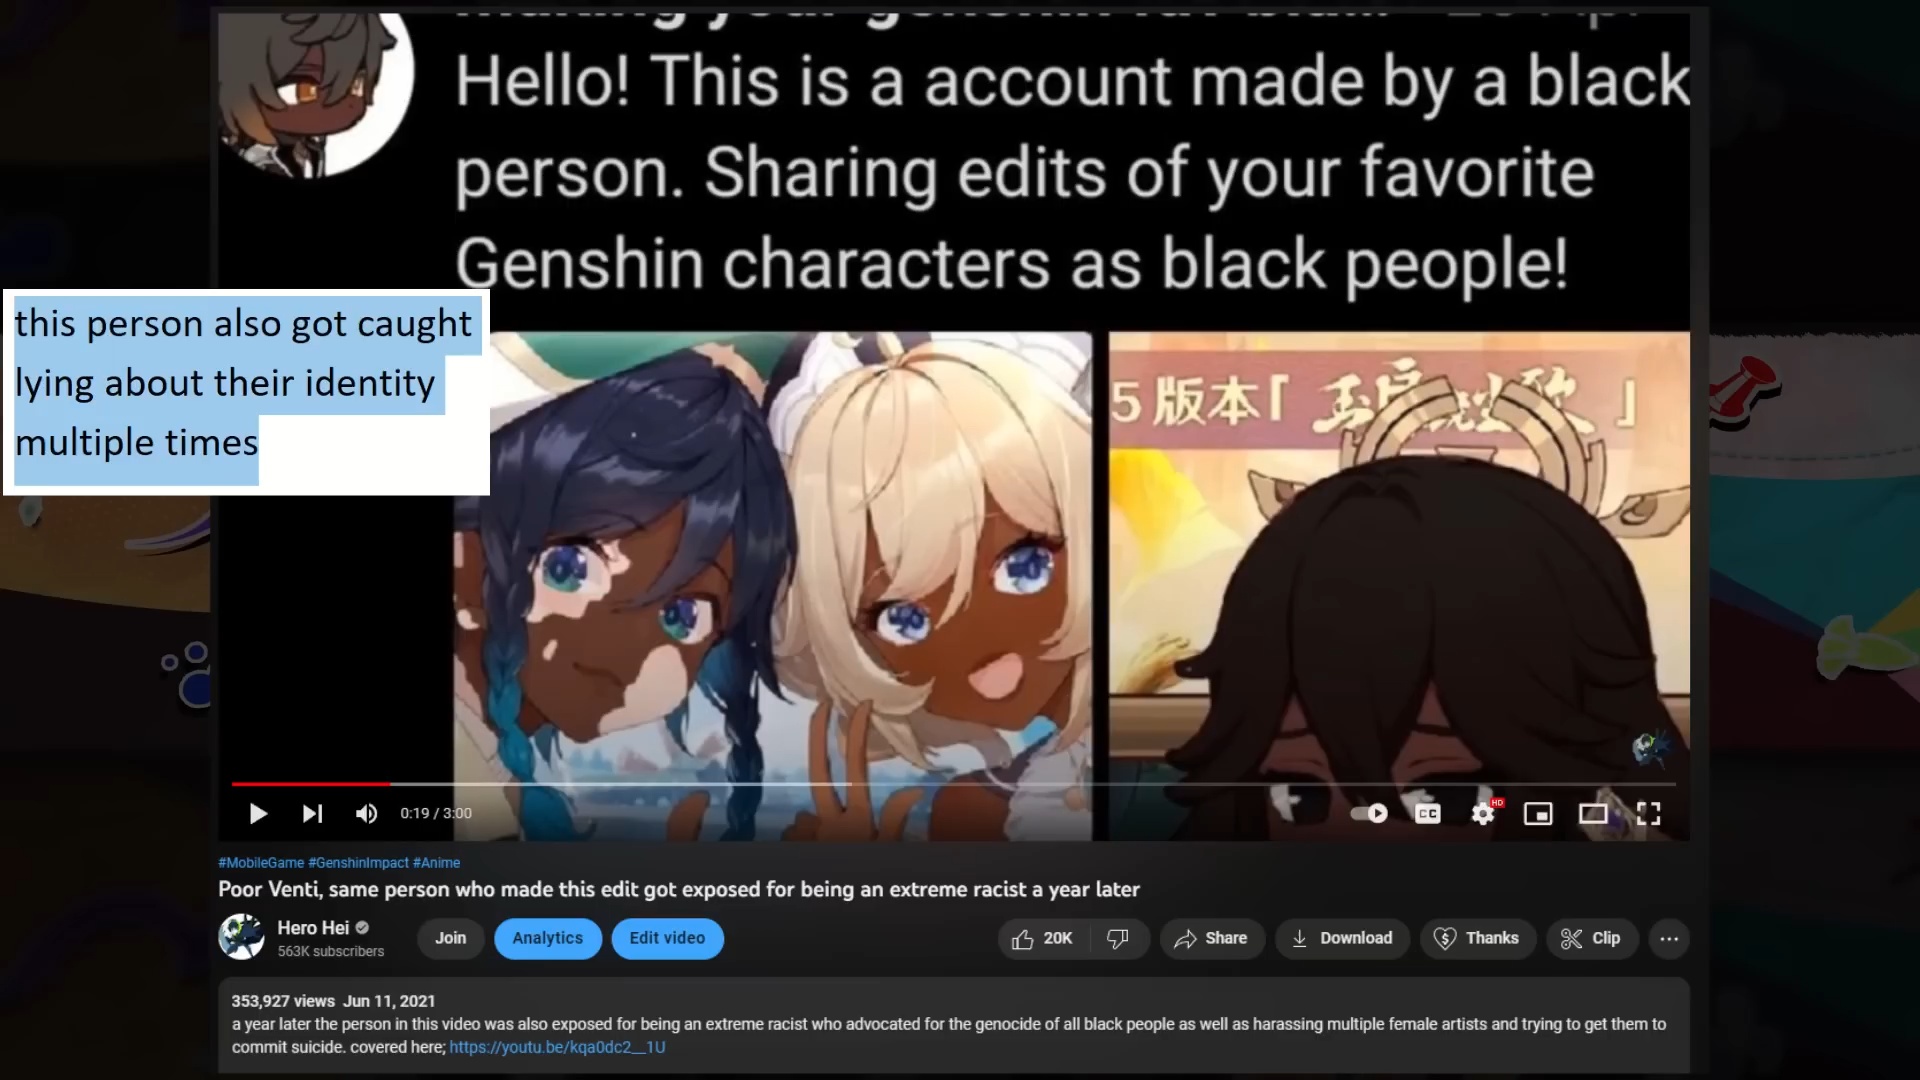 Hello! This is a account made by a black
person. Sharing edits of your favorite
Genshin characters as black people!
this person also got caught
lying about their identity
multiple times
5 版本「
」
0:19 / 3:00
CC
HD
#MobileGame #GenshinImpact #Anime
Poor Venti, same person who made this edit got exposed for being an extreme racist a year later
Hero Hei
563K subscribers
Join
Analytics
Edit video
20K
Share
Download
Thanks
Clip
353,927 views Jun 11, 2021
a year later the person in this video was also exposed for being an extreme racist who advocated for the genocide of all black people as well as harassing multiple female artists and trying to get them to
commit suicide. covered here; https://youtu.be/kqa0dc2__1U